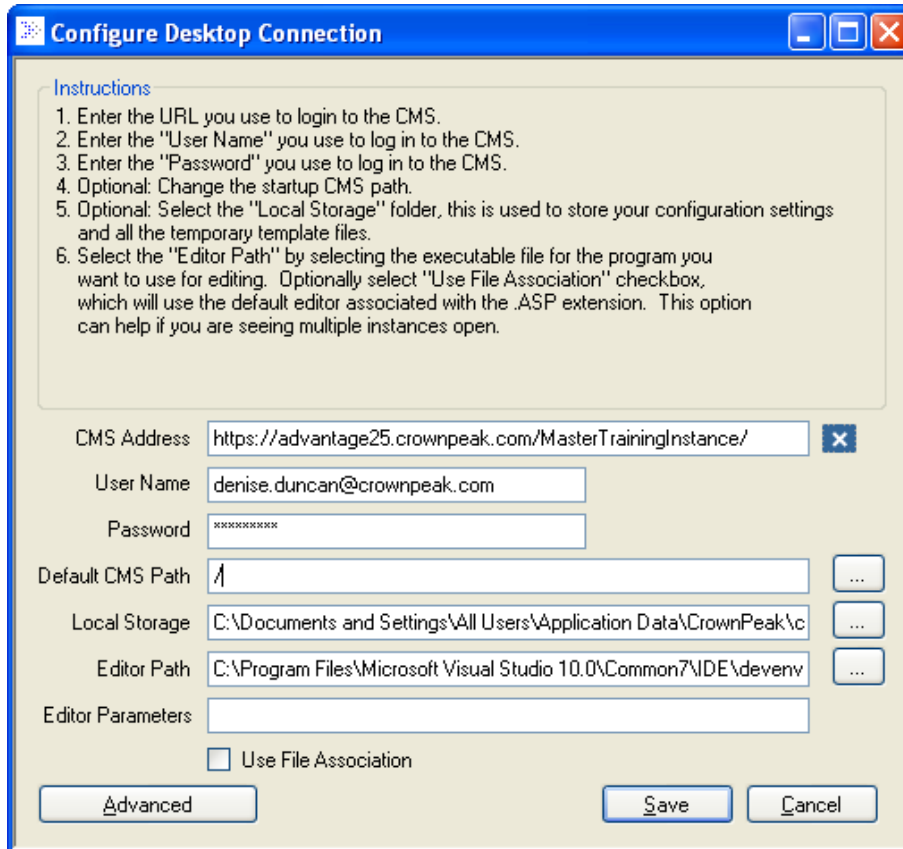 Configure Desktop Connection
Instructions
1. Enter the URL you use to login to the CMS.
2. Enter the "User Name" you use to log in to the CMS.
3. Enter the "Password" you use to log in to the CMS.
4. Optional: Change the startup CMS path.
5. Optional: Select the "Local Storage" folder, this is used to store your configuration settings
and all the temporary template files.
6. Select the "Editor Path" by selecting the executable file for the program you
want to use for editing. Optionally select "Use File Association" checkbox,
which will use the default editor associated with the .ASP extension. This option
can help if you are seeing multiple instances open.
CMS Address https://advantage25.crownpeak.com/MasterTrainingInstance/
User Name denise.duncan@crownpeak.com
Password *********
Default CMS Path / ...
Local Storage C:\Documents and Settings\All Users\Application Data\CrownPeak\c ...
Editor Path C:\Program Files\Microsoft Visual Studio 10.0\Common7\IDE\devenv ...
Editor Parameters
Use File Association
Advanced Save Cancel